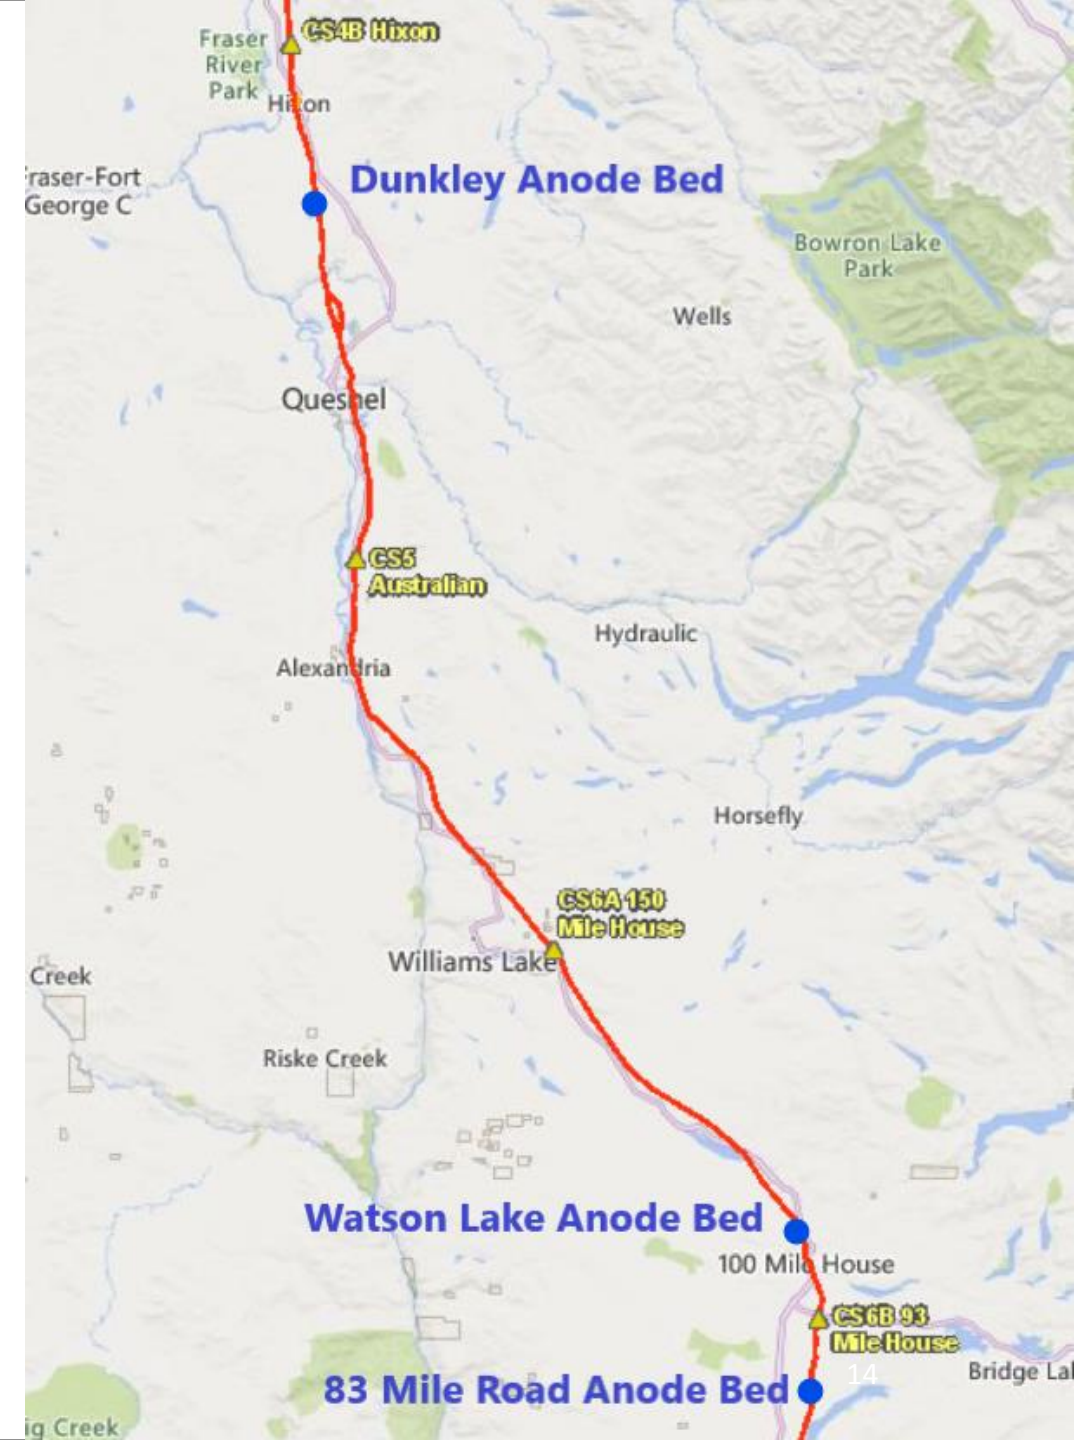 CS4B Hixon
Fraser
River
Park
Hixon
Dunkley Anode Bed
raser-Fort
George C
Bowron Lake
Park
Wells
Quesnel
CS5
Australian
Hydraulic
Alexandria
Horsefly
CS6A 150
Mile House
Williams Lake
Creek
Riske Creek
Watson Lake Anode Bed
100 Mile House
CS6B 93
Mile House
14
Bridge Lal
83 Mile Road Anode Bed
ig Creek